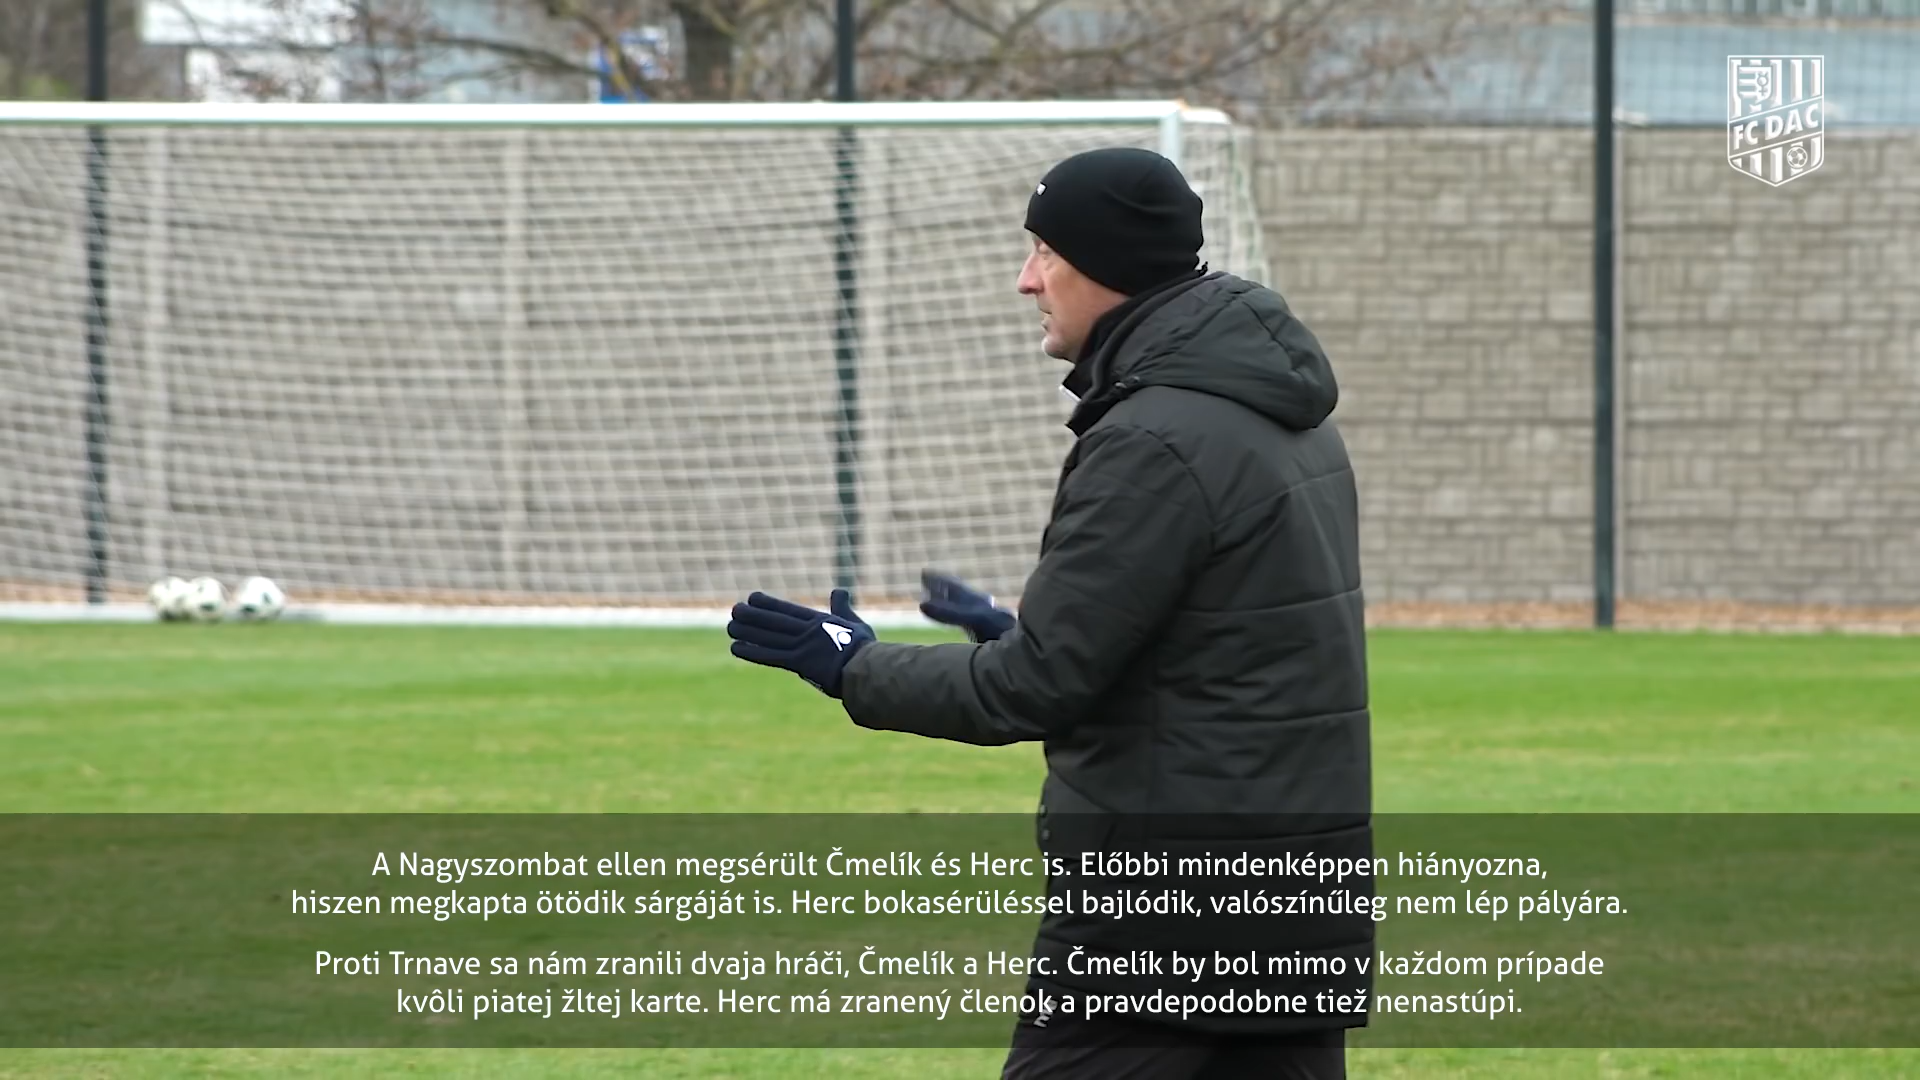 FC DAC
A Nagyszombat ellen megsérült Čmelík és Herc is. Előbbi mindenképpen hiányozna,
hiszen megkapta ötödik sárgáját is. Herc bokasérüléssel bajlódik, valószínűleg nem lép pályára.
Proti Trnave sa nám zranili dvaja hráči, Čmelík a Herc. Čmelík by bol mimo v každom prípade
kvôli piatej žltej karte. Herc má zranený členok a pravdepodobne tiež nenastúpi.